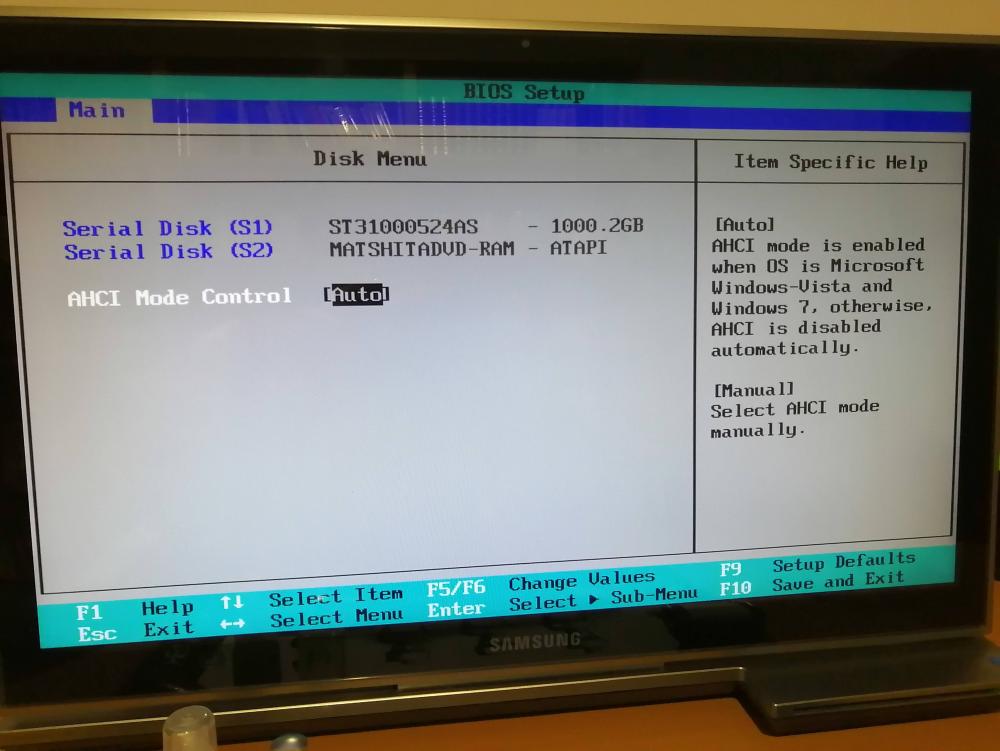 BIOS Setup
Main
Disk Menu
Serial Disk (S1) ST31000524AS - 1000.2GB
Serial Disk (S2) MATSHITADVD-RAM - ATAPI
AHCI Mode Control [Auto]
Item Specific Help
[Auto]
AHCI mode is enabled
when OS is Microsoft
Windows-Vista and
Windows 7, otherwise,
AHCI is disabled
automatically.
[Manual]
Select AHCI mode
manually.
F1 Help ↑↓ Select Item F5/F6 Change Values F9 Setup Defaults
Esc Exit ↔ Select Menu Enter Select ▶ Sub-Menu F10 Save and Exit
SAMSUNG